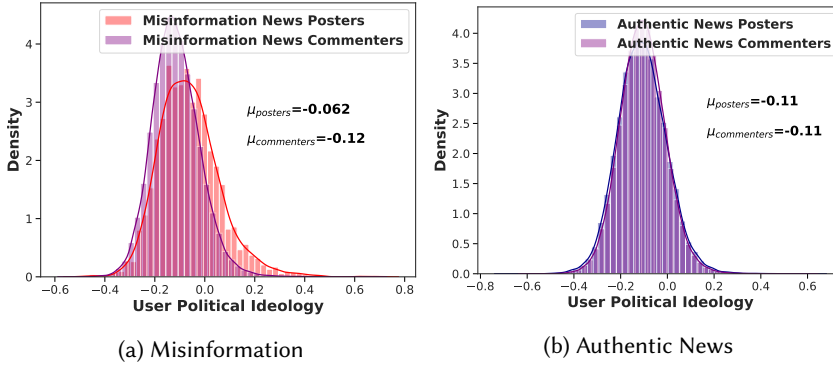 Misinformation News Posters
Misinformation News Commenters
μposters=-0.062
μcommenters=-0.12
Density
4
3
2
1
0
−0.6 −0.4 −0.2 0.0 0.2 0.4 0.6 0.8
User Political Ideology
(a) Misinformation
Authentic News Posters
Authentic News Commenters
μposters=-0.11
μcommenters=-0.11
Density
4.0
3.5
3.0
2.5
2.0
1.5
1.0
0.5
0.0
−0.8 −0.6 −0.4 −0.2 0.0 0.2 0.4 0.6
User Political Ideology
(b) Authentic News